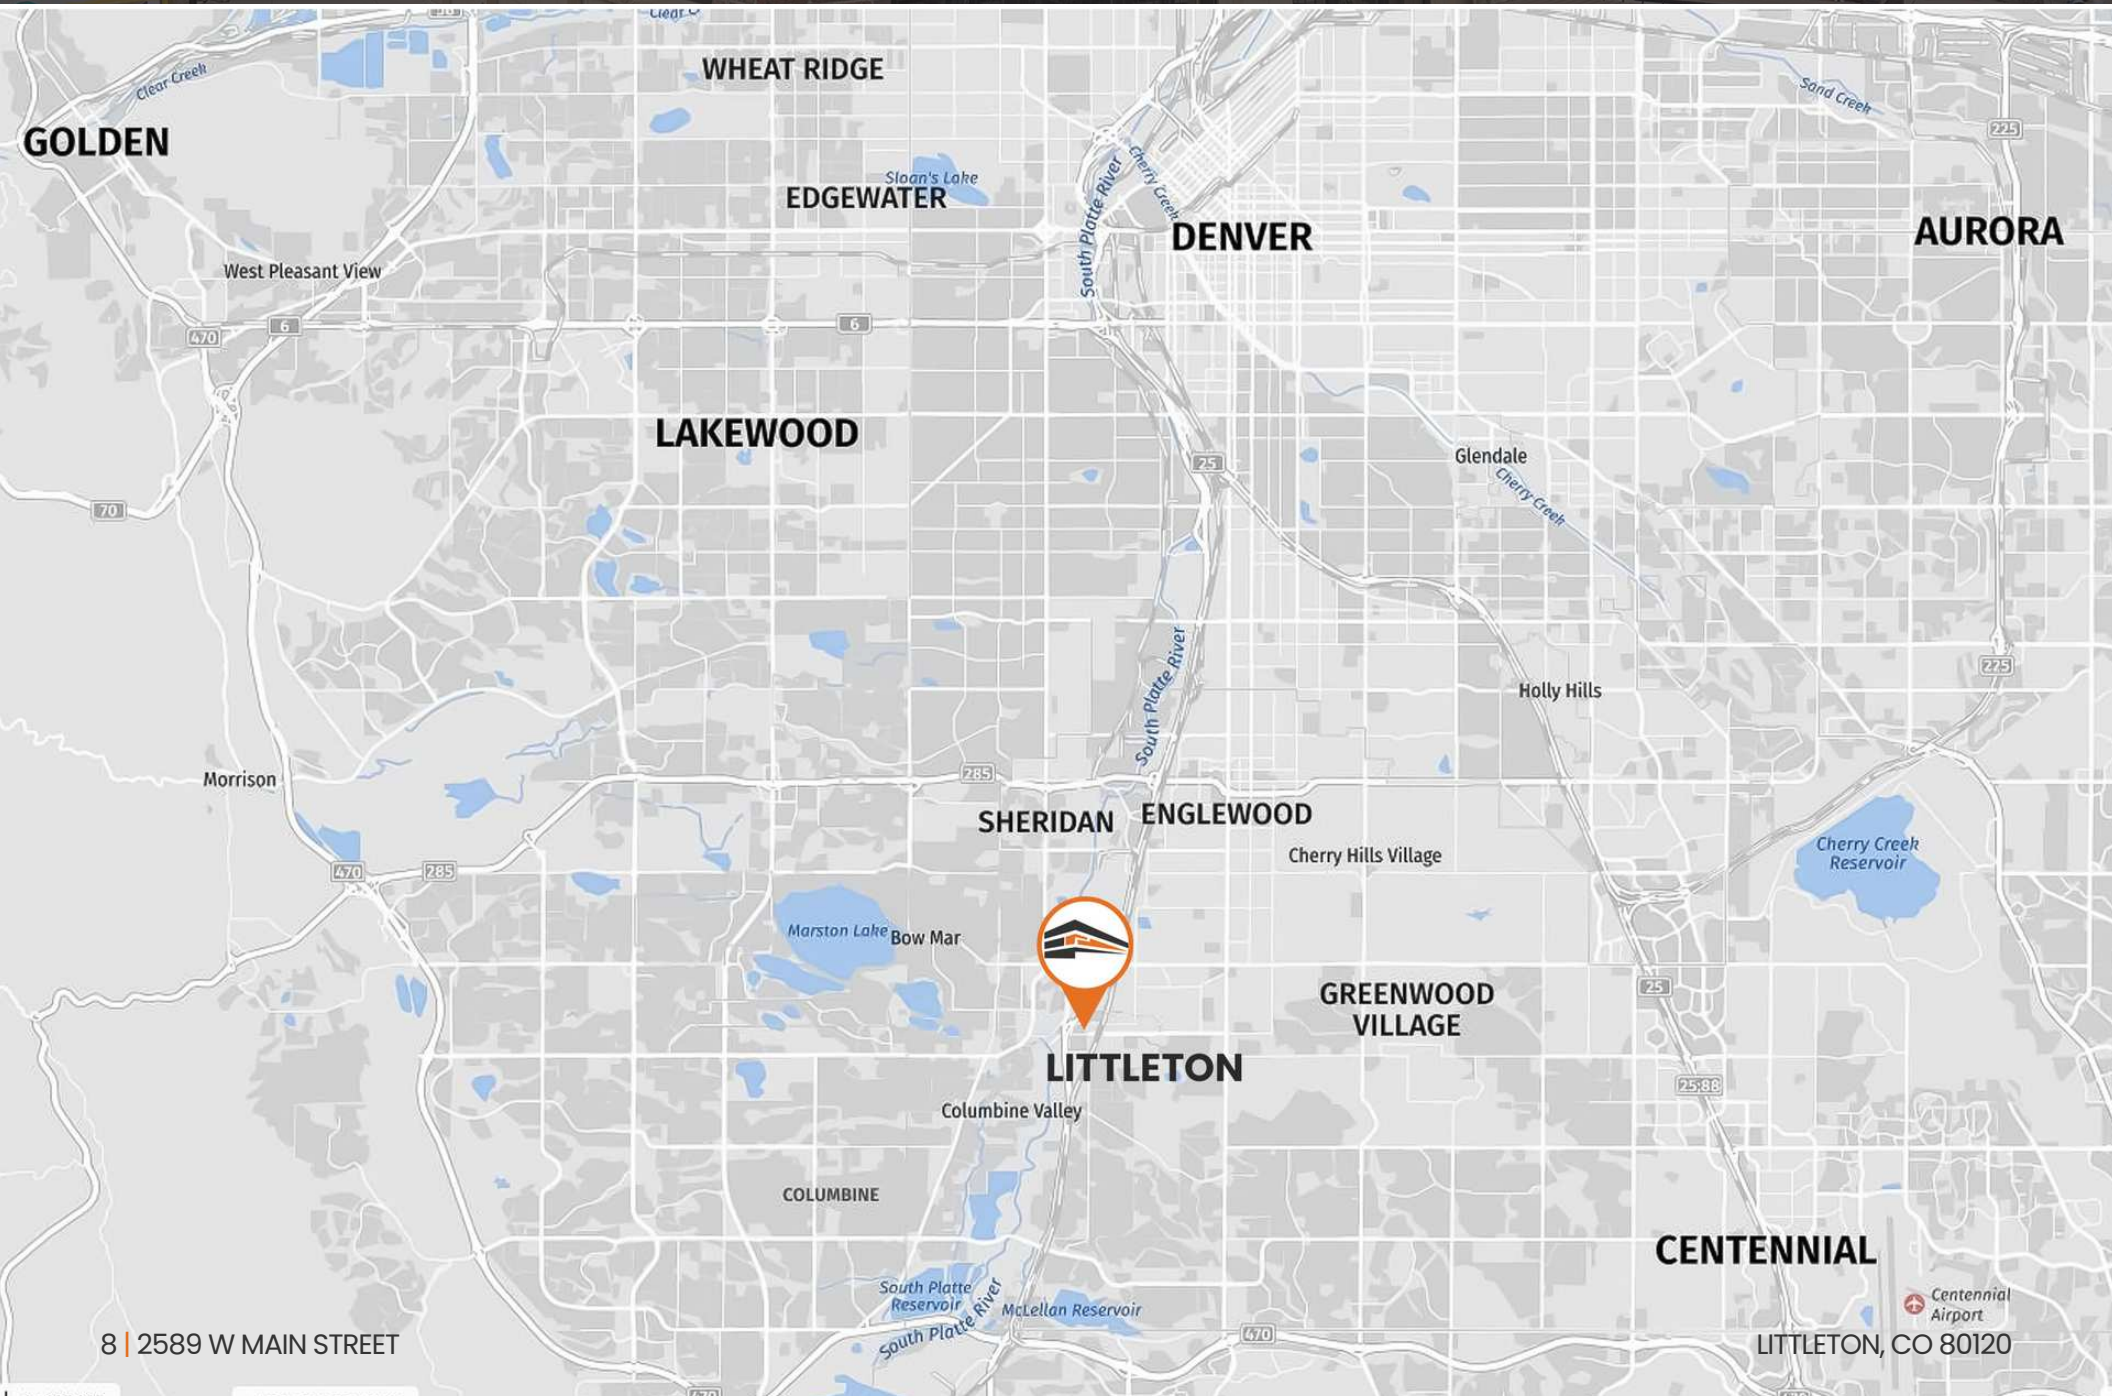 Clear Creek
WHEAT RIDGE
Sand Creek
GOLDEN
225
Sloan's Lake
EDGEWATER
Cherry Creek
South Platte River
DENVER
AURORA
West Pleasant View
470
6
6
LAKEWOOD
Glendale
25
Cherry Creek
70
South Platte River
225
Holly Hills
Morrison
285
SHERIDAN
ENGLEWOOD
Cherry Hills Village
Cherry Creek
Reservoir
470
285
Marston Lake
Bow Mar
GREENWOOD
VILLAGE
25
LITTLETON
25;88
Columbine Valley
COLUMBINE
CENTENNIAL
South Platte
Reservoir
South Platte River
McLellan Reservoir
Centennial
Airport
470
8 | 2589 W MAIN STREET
LITTLETON, CO 80120